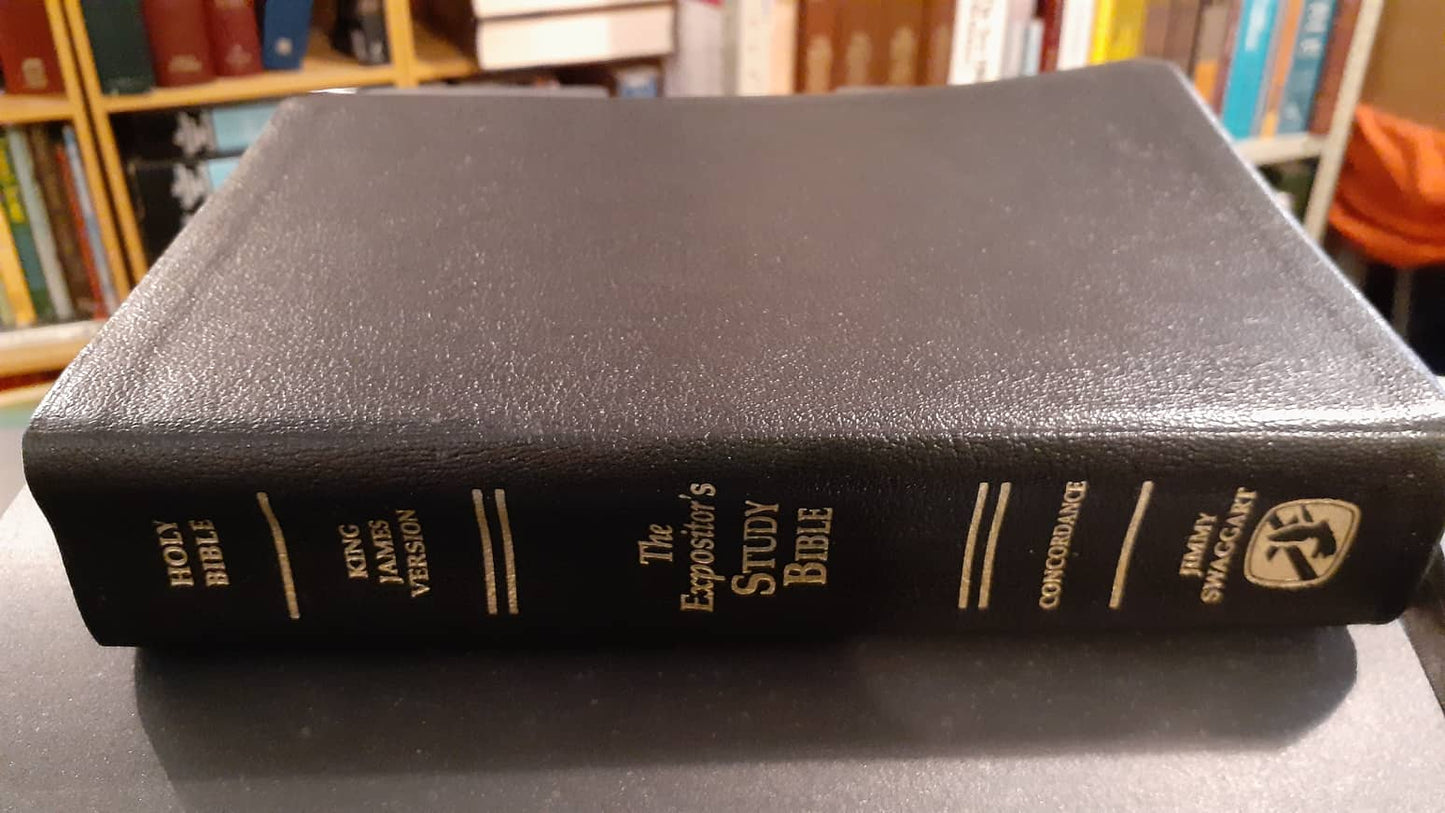 HOLY
BIBLE
KING
JAMES
VERSION
The
Expositor's
STUDY
BIBLE
CONCORDANCE
JIMMY
SWAGGART